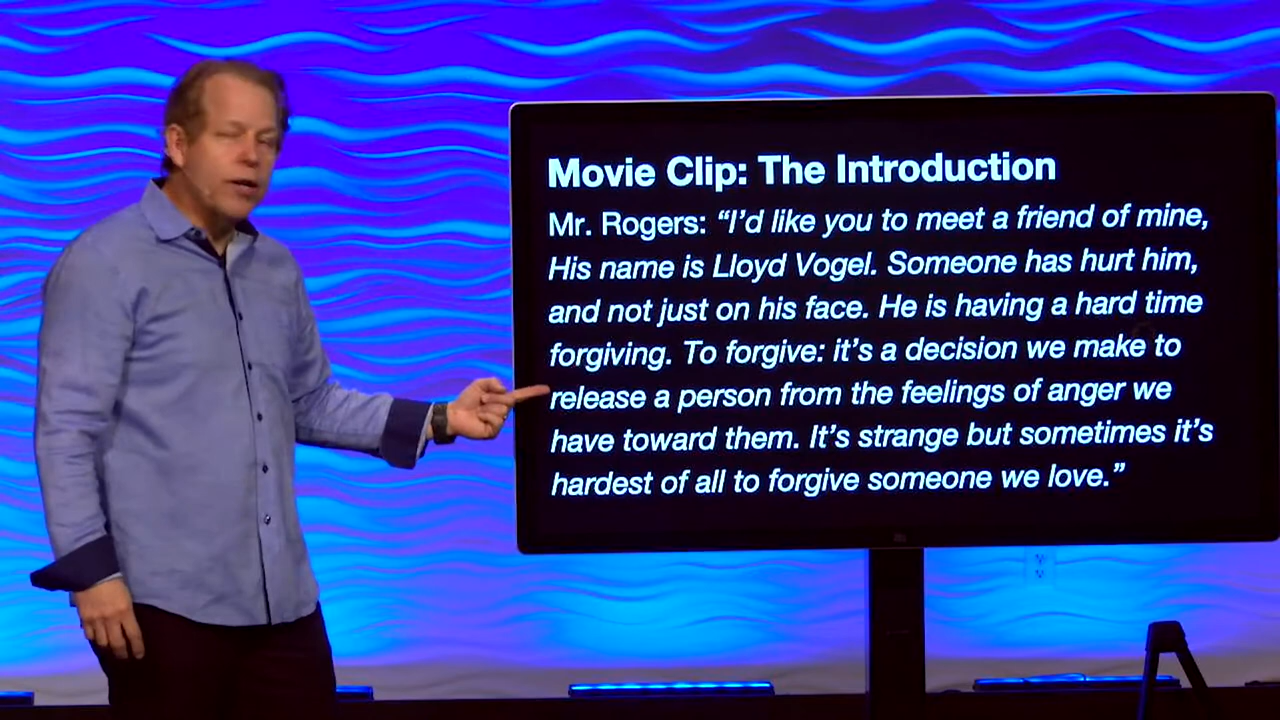 Movie Clip: The Introduction
Mr. Rogers: “I’d like you to meet a friend of mine,
His name is Lloyd Vogel. Someone has hurt him,
and not just on his face. He is having a hard time
forgiving. To forgive: it’s a decision we make to
release a person from the feelings of anger we
have toward them. It’s strange but sometimes it’s
hardest of all to forgive someone we love.”